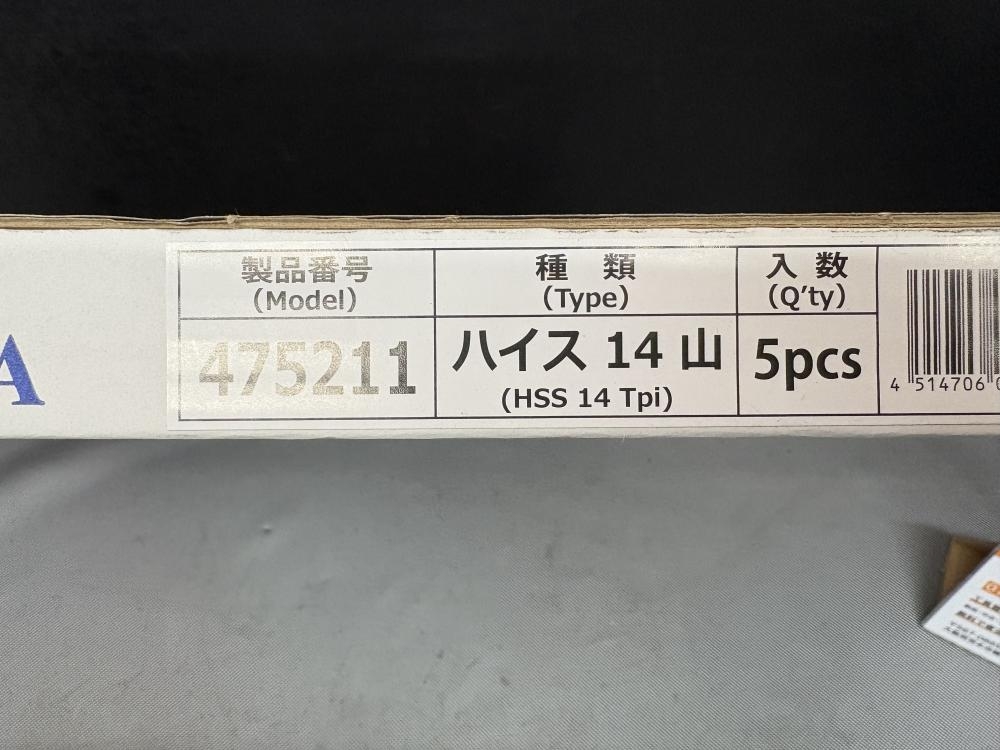 A
製品番号 種 類 入 数
(Model) (Type) (Q'ty)
475211 ハイス 14 山 5pcs
(HSS 14 Tpi)
4 514706